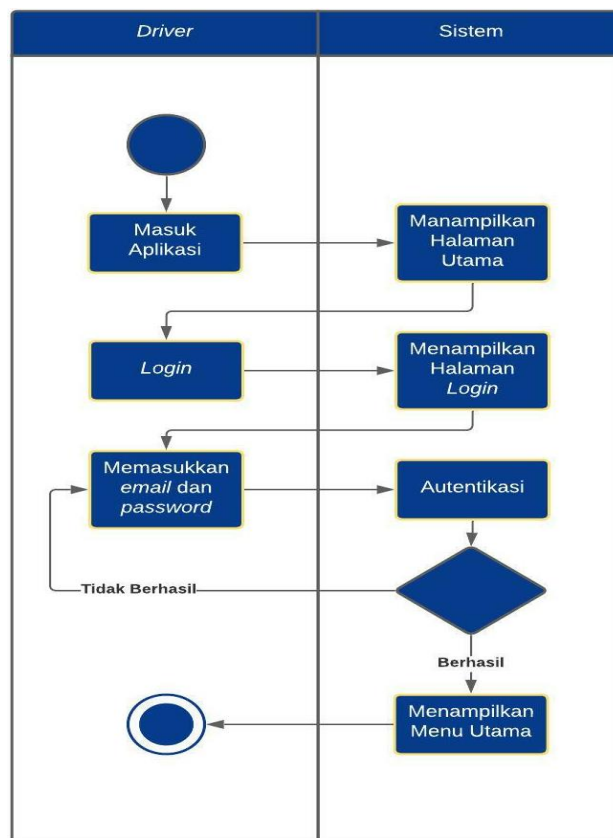 Driver
Sistem
Masuk
Aplikasi
Manampilkan
Halaman
Utama
Login
Menampilkan
Halaman
Login
Memasukkan
email dan
password
Autentikasi
Tidak Berhasil
Berhasil
Menampilkan
Menu Utama